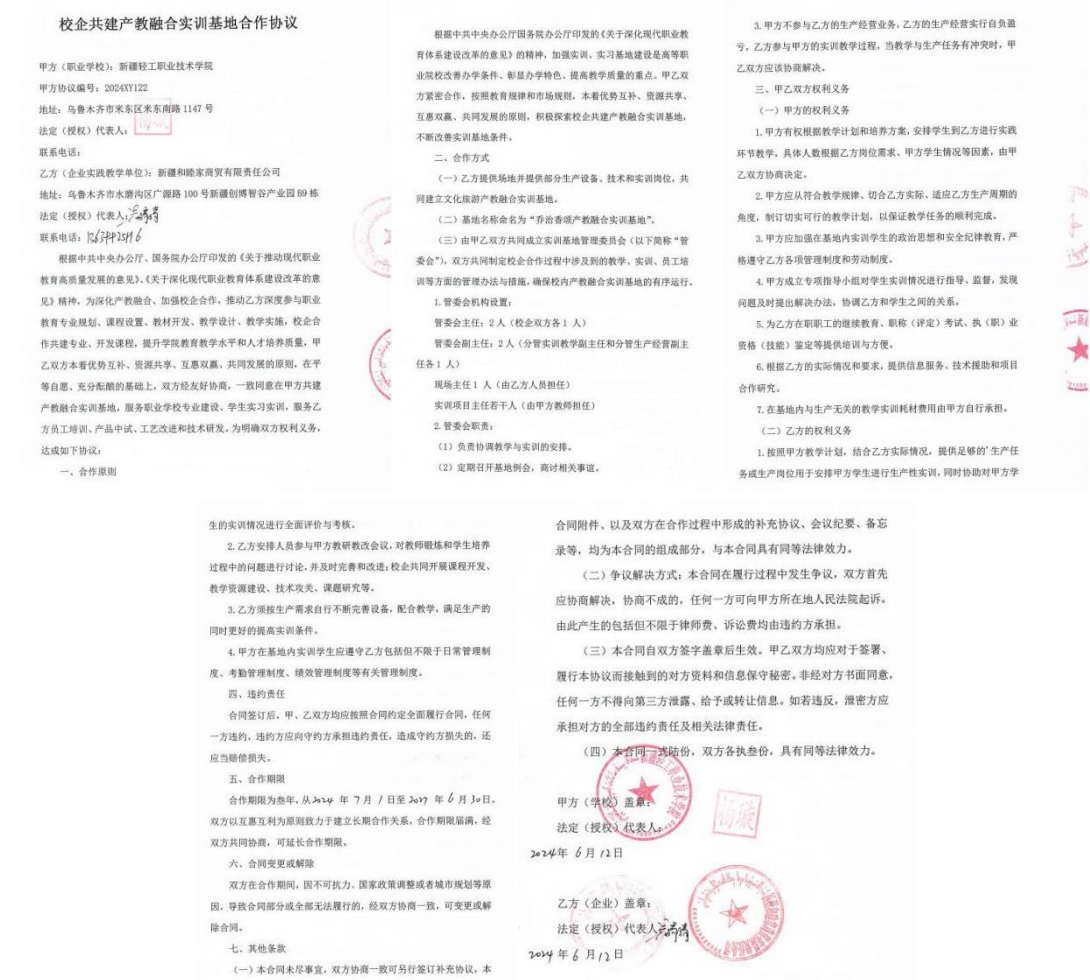 校企共建产教融合实训基地合作协议
甲方（职业学校）：新疆轻工职业技术学院
甲方协议编号：2024XY122
地址：乌鲁木齐市米东区米东南路 1147 号
法定（授权）代表人：
联系电话：
乙方（企业实践教学单位）：新疆和睦家商贸有限责任公司
地址：乌鲁木齐市水磨沟区广源路 100 号新疆创博智谷产业园 B9 栋
法定（授权）代表人：
联系电话：
根据中共中央办公厅、国务院办公厅印发的《关于推动现代职业
教育高质量发展的意见》、《关于深化现代职业教育体系建设改革的意
见》精神，为深化产教融合、加强校企合作，推动乙方深度参与职业
教育专业规划、课程设置、教材开发、教学设计、教学实施，校企合
作共建专业、开发课程，提升学院教育教学水平和人才培养质量，甲
乙双方本着优势互补、资源共享、互惠双赢、共同发展的原则，在平
等自愿、充分酝酿的基础上，双方经友好协商，一致同意在甲方共建
产教融合实训基地，服务职业学校专业建设、学生实习实训，服务乙
方员工培训、产品中试、工艺改进和技术研发，为明确双方权利义务，
达成如下协议：
一、合作原则
根据中共中央办公厅国务院办公厅印发的《关于深化现代职业教
育体系建设改革的意见》的精神，加强实训、实习基地建设是高等职
业院校改善办学条件、彰显办学特色、提高教学质量的重点。甲乙双
方紧密合作，按照教育规律和市场规则，本着优势互补、资源共享、
互惠双赢、共同发展的原则，积极探索校企共建产教融合实训基地，
不断改善实训基地条件。
二、合作方式
（一）乙方提供场地并提供部分生产设备、技术和实训岗位，共
同建立文化旅游产教融合实训基地。
（二）基地名称命名为“乔治香颂产教融合实训基地”。
（三）由甲乙双方共同成立实训基地管理委员会（以下简称“管
委会”），双方共同制定校企合作过程中涉及到的教学、实训、员工培
训等方面的管理办法与措施，确保校内产教融合实训基地的有序运行。
1.管委会机构设置：
管委会主任：2 人（校企双方各 1 人）
管委会副主任：2 人（分管实训教学副主任和分管生产经营副主
任各 1 人）
现场主任 1 人（由乙方人员担任）
实训项目主任若干人（由甲方教师担任）
2.管委会职责：
（1）负责协调教学与实训的安排。
（2）定期召开基地例会，商讨相关事宜。
3.甲方不参与乙方的生产经营业务，乙方的生产经营实行自负盈
亏，乙方参与甲方的实训教学过程，当教学与生产任务有冲突时，甲
乙双方应该协商解决。
三、甲乙双方权利义务
（一）甲方的权利义务
1.甲方有权根据教学计划和培养方案，安排学生到乙方进行实践
环节教学，具体人数根据乙方岗位需求、甲方学生情况等因素，由甲
乙双方协商决定。
2.甲方应从符合教学规律、切合乙方实际、适应乙方生产周期的
角度，制订切实可行的教学计划，以保证教学任务的顺利完成。
3.甲方应加强在基地内实训学生的政治思想和安全纪律教育，严
格遵守乙方各项管理制度和劳动制度。
4.甲方成立专项指导小组对学生实训情况进行指导、监督，发现
问题及时提出解决办法，协调乙方和学生之间的关系。
5.为乙方在职职工的继续教育、职称（评定）考试、执（职）业
资格（技能）鉴定等提供培训与方便。
6.根据乙方的实际情况和要求，提供信息服务、技术援助和项目
合作研究。
7.在基地内与生产无关的教学实训耗材费用由甲方自行承担。
（二）乙方的权利义务
1.按照甲方教学计划，结合乙方实际情况，提供足够的'生产任
务或生产岗位用于安排甲方学生进行生产性实训，同时协助对甲方学
生的实训情况进行全面评价与考核。
2.乙方安排人员参与甲方教研教改会议，对教师锻炼和学生培养
过程中的问题进行讨论，并及时完善和改进；校企共同开展课程开发、
教学资源建设、技术攻关、课题研究等。
3.乙方须按生产需求自行不断完善设备，配合教学，满足生产的
同时更好的提高实训条件。
4.甲方在基地内实训学生应遵守乙方包括但不限于日常管理制
度、考勤管理制度、绩效管理制度等有关管理制度。
四、违约责任
合同签订后，甲、乙双方均应按照合同约定全面履行合同，任何
一方违约，违约方应向守约方承担违约责任，造成守约方损失的，还
应当赔偿损失。
五、合作期限
合作期限为叁年，从2024 年 7 月 1 日至 2027 年 6 月 30日。
双方以互惠互利为原则致力于建立长期合作关系，合作期限届满，经
双方共同协商，可延长合作期限。
六、合同变更或解除
双方在合作期间，因不可抗力、国家政策调整或者城市规划等原
因，导致合同部分或全部无法履行的，经双方协商一致，可变更或解
除合同。
七、其他条款
（一）本合同未尽事宜，双方协商一致可另行签订补充协议，本
合同附件、以及双方在合作过程中形成的补充协议、会议纪要、备忘
录等，均为本合同的组成部分，与本合同具有同等法律效力。
（二）争议解决方式：本合同在履行过程中发生争议，双方首先
应协商解决，协商不成的，任何一方可向甲方所在地人民法院起诉。
由此产生的包括但不限于律师费、诉讼费均由违约方承担。
（三）本合同自双方签字盖章后生效。甲乙双方均应对于签署、
履行本协议而接触到的对方资料和信息保守秘密。非经对方书面同意，
任何一方不得向第三方泄露、给予或转让信息。如若违反，泄密方应
承担对方的全部违约责任及相关法律责任。
（四）本合同一式陆份，双方各执叁份，具有同等法律效力。
甲方（学校）盖章：
法定（授权）代表人：
杨璇
2024年 6 月 12日
乙方（企业）盖章：
法定（授权）代表人
2024 年 6 月 12 日